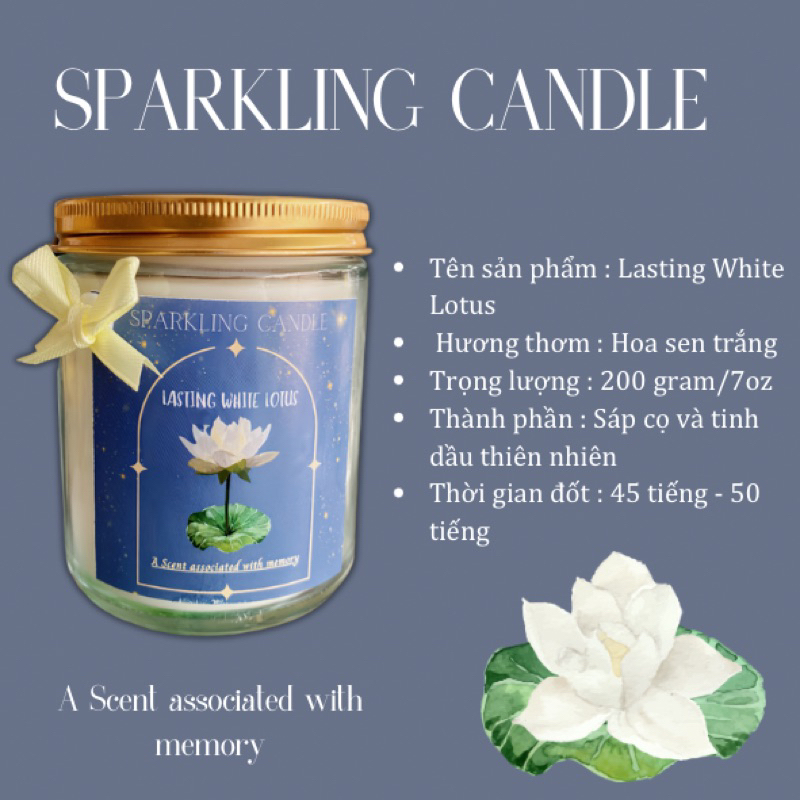 SPARKLING CANDLE
SPARKLING CANDLE
LASTING WHITE LOTUS
A Scent associated with memory
• Tên sản phẩm : Lasting White
Lotus
• Hương thơm : Hoa sen trắng
• Trọng lượng : 200 gram/7oz
• Thành phần : Sáp cọ và tinh
dầu thiên nhiên
• Thời gian đốt : 45 tiếng - 50
tiếng
A Scent associated with
memory